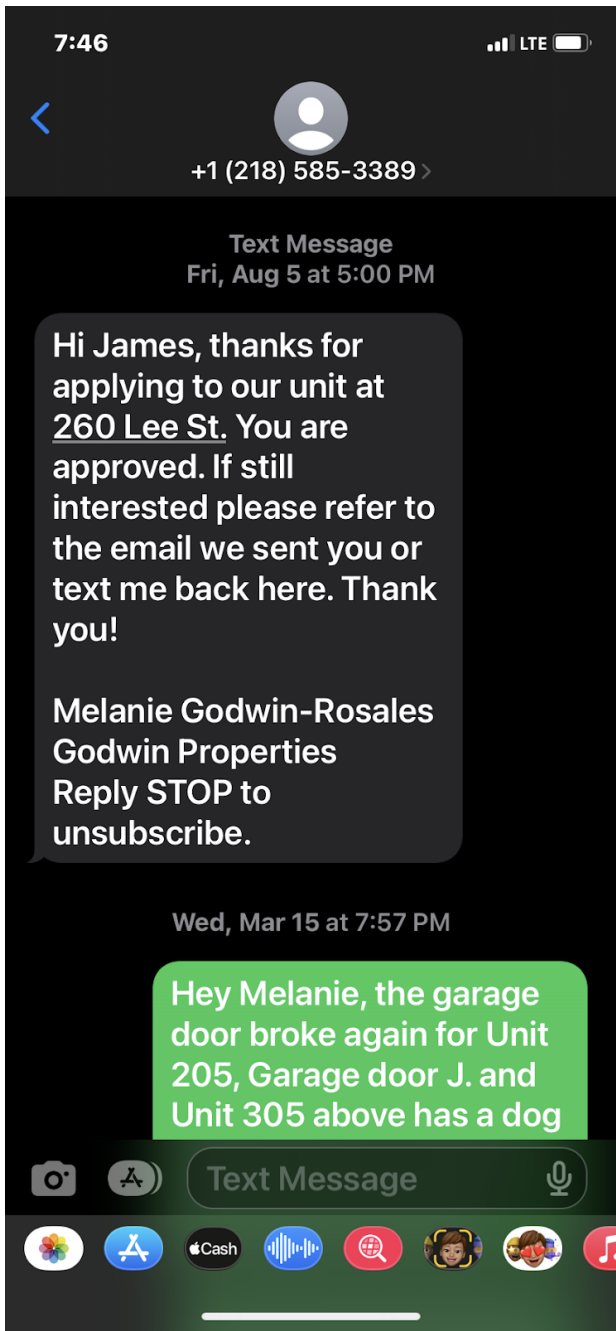 7:46
LTE
+1 (218) 585-3389
Text Message
Fri, Aug 5 at 5:00 PM
Hi James, thanks for
applying to our unit at
260 Lee St. You are
approved. If still
interested please refer to
the email we sent you or
text me back here. Thank
you!
Melanie Godwin-Rosales
Godwin Properties
Reply STOP to
unsubscribe.
Wed, Mar 15 at 7:57 PM
Hey Melanie, the garage
door broke again for Unit
205, Garage door J. and
Unit 305 above has a dog
Text Message
Cash